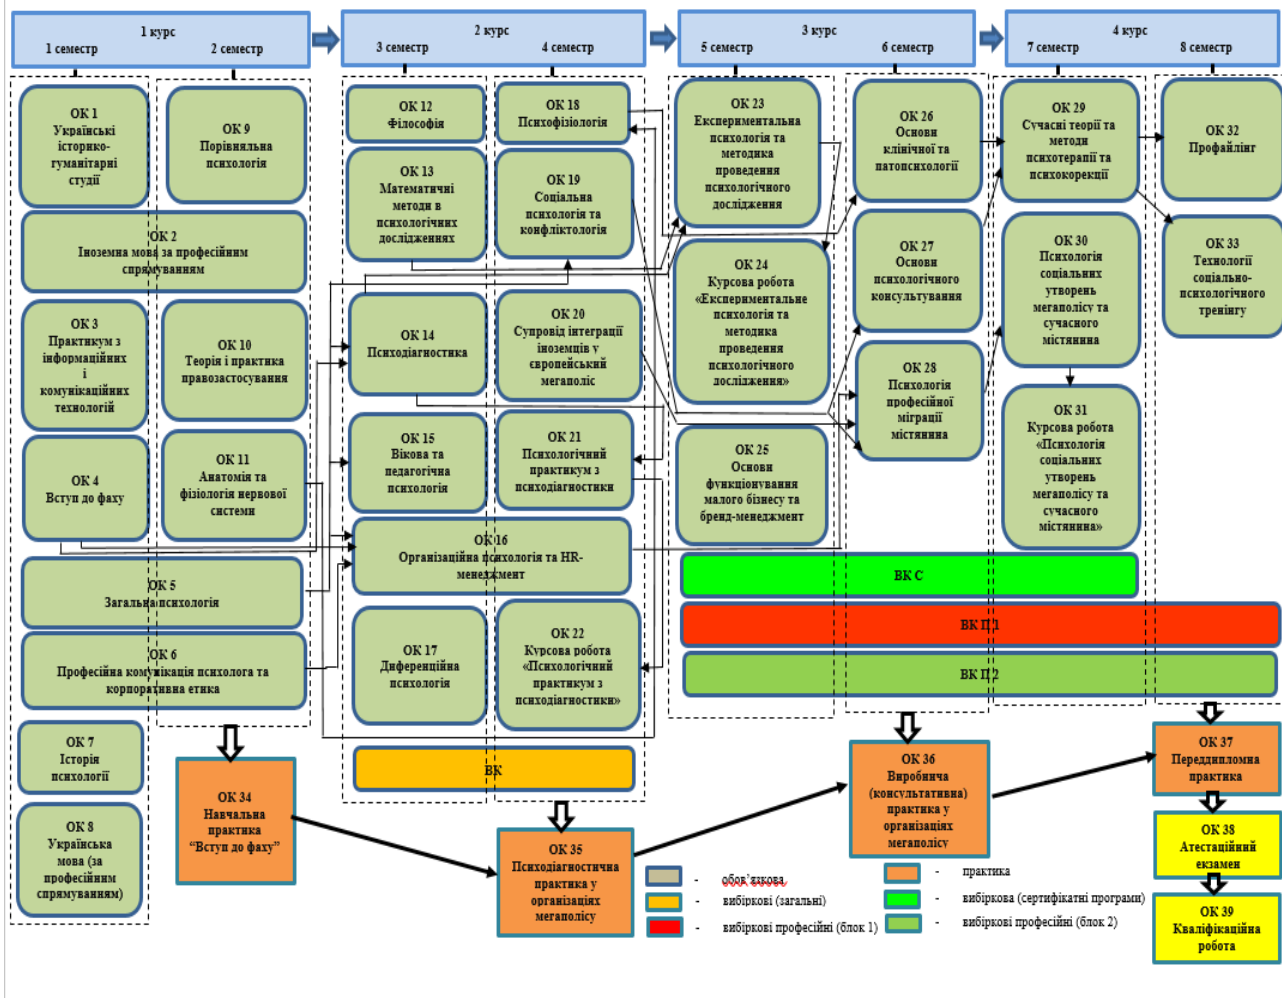 1 курс
1 семестр
2 семестр
2 курс
3 семестр
4 семестр
3 курс
5 семестр
6 семестр
4 курс
7 семестр
8 семестр
ОК 1
Українські
історико-
гуманітарні
студії
ОК 9
Порівняльна
психологія
ОК 2
Іноземна мова за професійним
спрямуванням
ОК 3
Практикум з
інформаційних
і
комунікаційних
технологій
ОК 10
Теорія і практика
правозастосування
ОК 4
Вступ до фаху
ОК 11
Анатомія та
фізіологія нервової
системи
ОК 5
Загальна психологія
ОК 6
Професійна комунікація психолога та
корпоративна етика
ОК 7
Історія
психології
ОК 8
Українська
мова (за
професійним
спрямуванням)
ОК 34
Навчальна
практика
“Вступ до фаху”
ОК 12
Філософія
ОК 13
Математичні
методи в
психологічних
дослідженнях
ОК 14
Психодіагностика
ОК 15
Вікова та
педагогічна
психологія
ОК 16
Організаційна психологія та HR-
менеджмент
ОК 17
Диференційна
психологія
ОК 18
Психофізіологія
ОК 19
Соціальна
психологія та
конфліктологія
ОК 20
Супровід інтеграції
іноземців у
європейський
мегаполіс
ОК 21
Психологічний
практикум з
психодіагностики
ОК 22
Курсова робота
«Психологічний
практикум з
психодіагностики»
ВК
ОК 35
Психодіагностична
практика у
організаціях
мегаполісу
ОК 23
Експериментальна
психологія та
методика
проведення
психологічного
дослідження
ОК 24
Курсова робота
«Експериментальне
психологія та
методика
проведення
психологічного
дослідження»
ОК 25
Основи
функціонування
малого бізнесу та
бренд-менеджмент
ОК 26
Основи
клінічної та
патопсихології
ОК 27
Основи
психологічного
консультування
ОК 28
Психологія
професійної
міграції
містянина
ОК 29
Сучасні теорії та
методи
психотерапії та
психокорекції
ОК 30
Психологія
соціальних
утворень
мегаполісу та
сучасного
містянина
ОК 31
Курсова робота
«Психологія
соціальних
утворень
мегаполісу та
сучасного
містянина»
ОК 32
Профайлінг
ОК 33
Технології
соціально-
психологічного
тренінгу
ВК С
ВК П 1
ВК П 2
ОК 36
Виробнича
(консультативна)
практика у
організаціях
мегаполісу
ОК 37
Переддипломна
практика
ОК 38
Атестаційний
екзамен
ОК 39
Кваліфікаційна
робота
- обов’язкова
- вибіркові (загальні)
- вибіркові професійні (блок 1)
- практика
- вибіркова (сертифікатні програми)
- вибіркові професійні (блок 2)